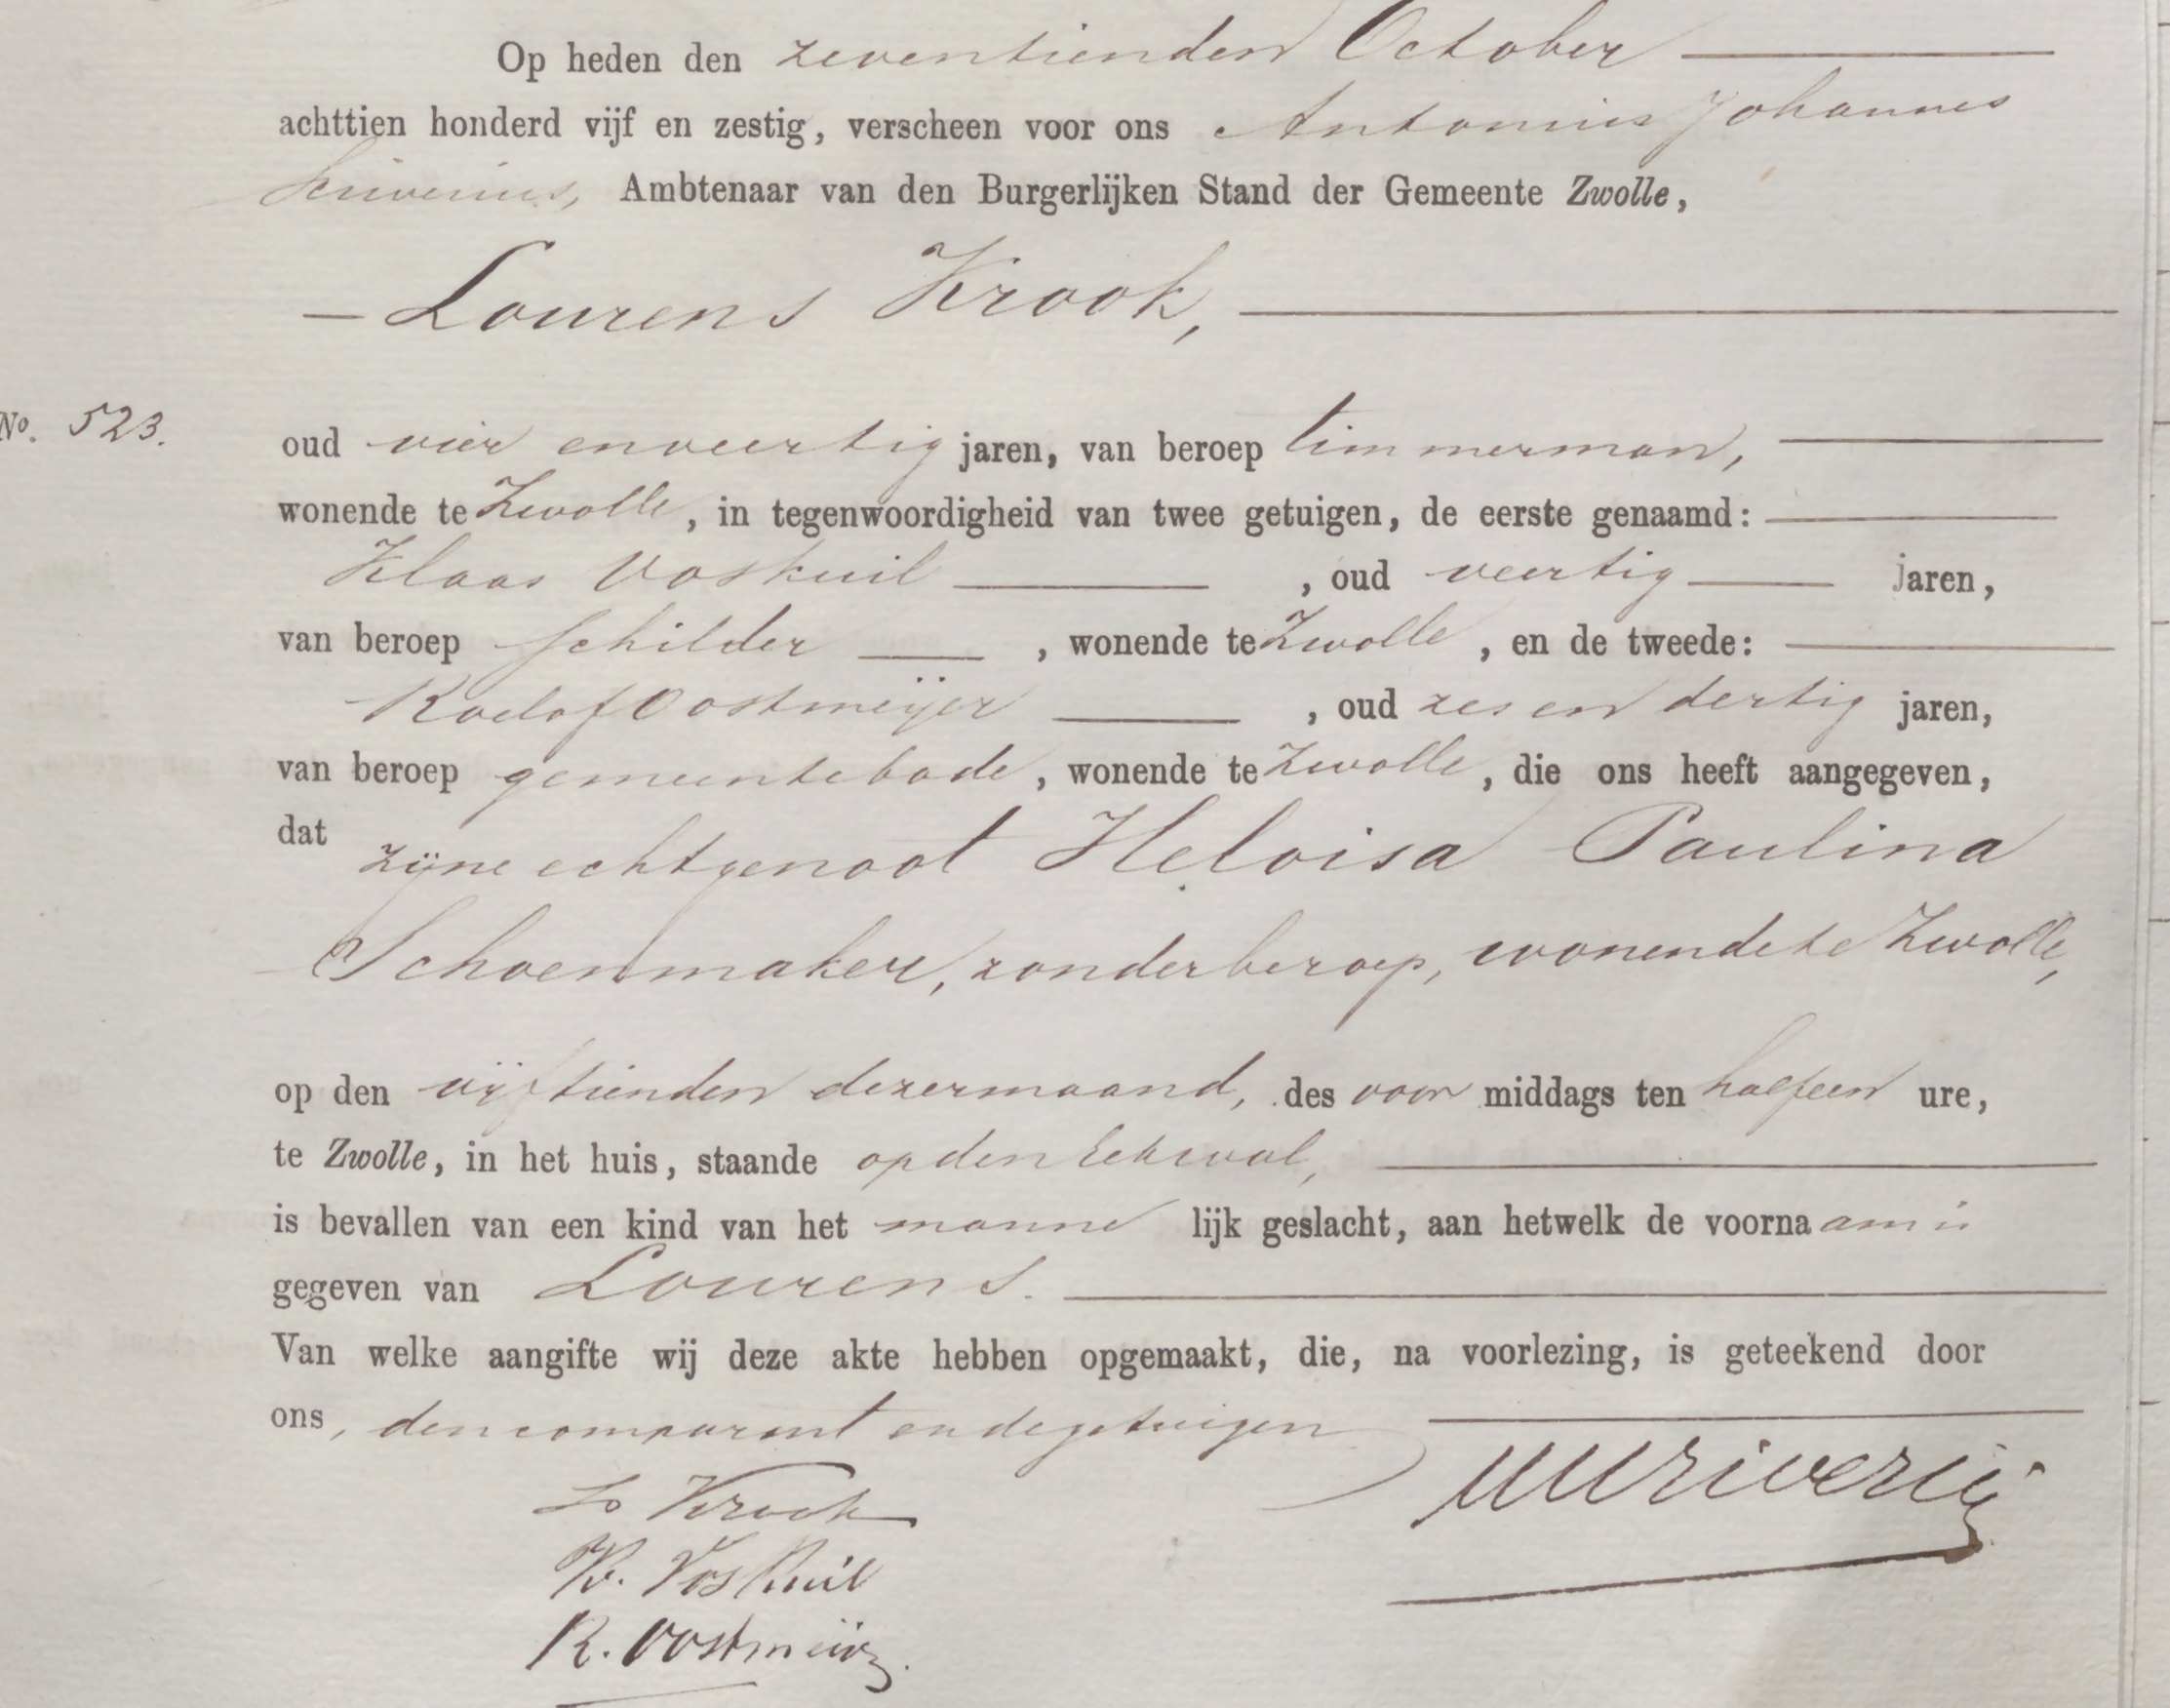 Op heden den zeventienden October
achttien honderd vijf en zestig, verscheen voor ons Antonius Johannes
Scriverius, Ambtenaar van den Burgerlijken Stand der Gemeente Zwolle,
Lourens Krook,
No. 523.
oud vier en veertig jaren, van beroep timmerman,
wonende te Zwolle, in tegenwoordigheid van twee getuigen, de eerste genaamd:
Klaas Voskuil, oud veertig jaren,
van beroep schilder, wonende te Zwolle, en de tweede:
Roelof Oostmeijer, oud zes en dertig jaren,
van beroep gemeentebode, wonende te Zwolle, die ons heeft aangegeven,
dat zijne echtgenoot Heloisa Paulina
Schoenmaker, zonder beroep, wonende te Zwolle,
op den vijftienden dezer maand, des voor middags ten half een ure,
te Zwolle, in het huis, staande op den Eekwal,
is bevallen van een kind van het manne lijk geslacht, aan hetwelk de voornaam is
gegeven van Lourens.
Van welke aangifte wij deze akte hebben opgemaakt, die, na voorlezing, is geteekend door
ons, den comparant en de getuigen
Ls Krook
K. Voskuil
R. Oostmeijer.